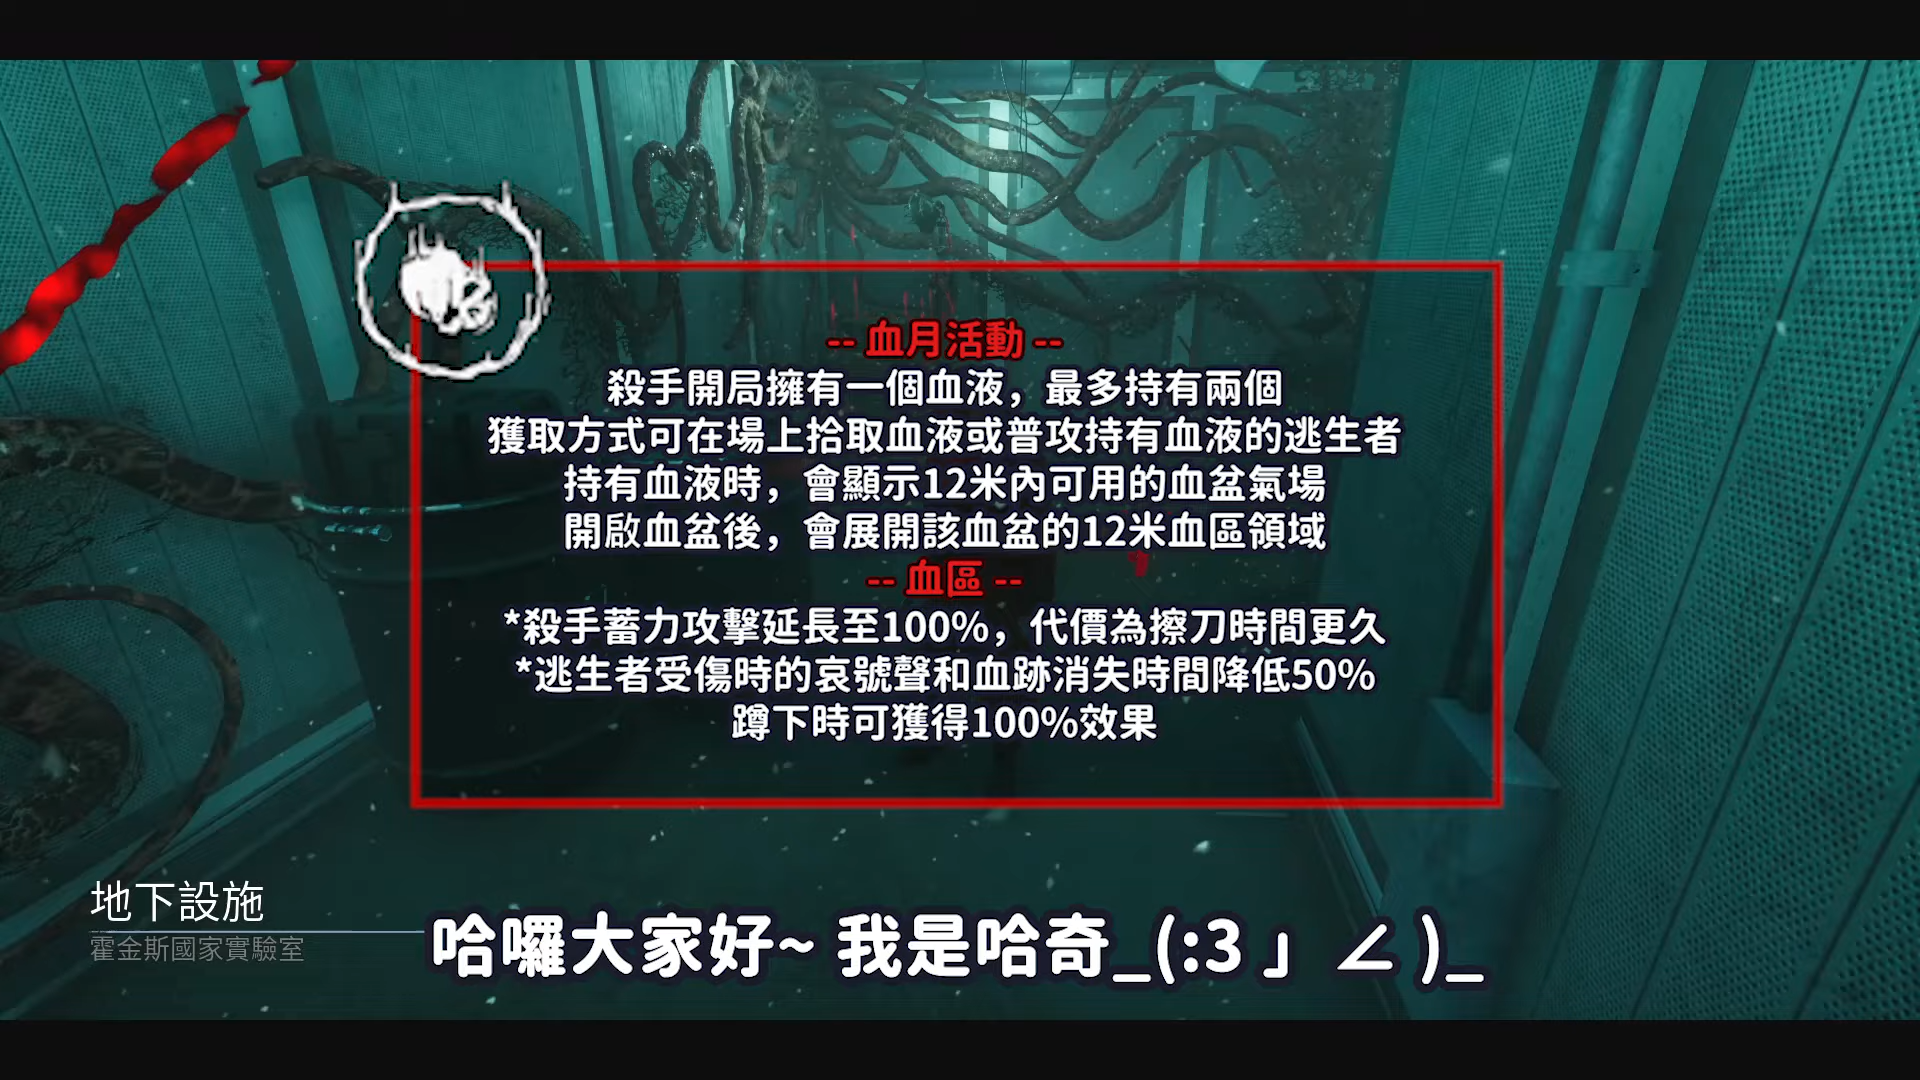 -- 血月活動 --
殺手開局擁有一個血液，最多持有兩個
獲取方式可在場上拾取血液或普攻持有血液的逃生者
持有血液時，會顯示12米內可用的血盆氣場
開啟血盆後，會展開該血盆的12米血區領域
-- 血區 --
*殺手蓄力攻擊延長至100%，代價為擦刀時間更久
*逃生者受傷時的哀號聲和血跡消失時間降低50%
蹲下時可獲得100%效果
地下設施
霍金斯國家實驗室
哈囉大家好~ 我是哈奇_(:3 」∠ )_